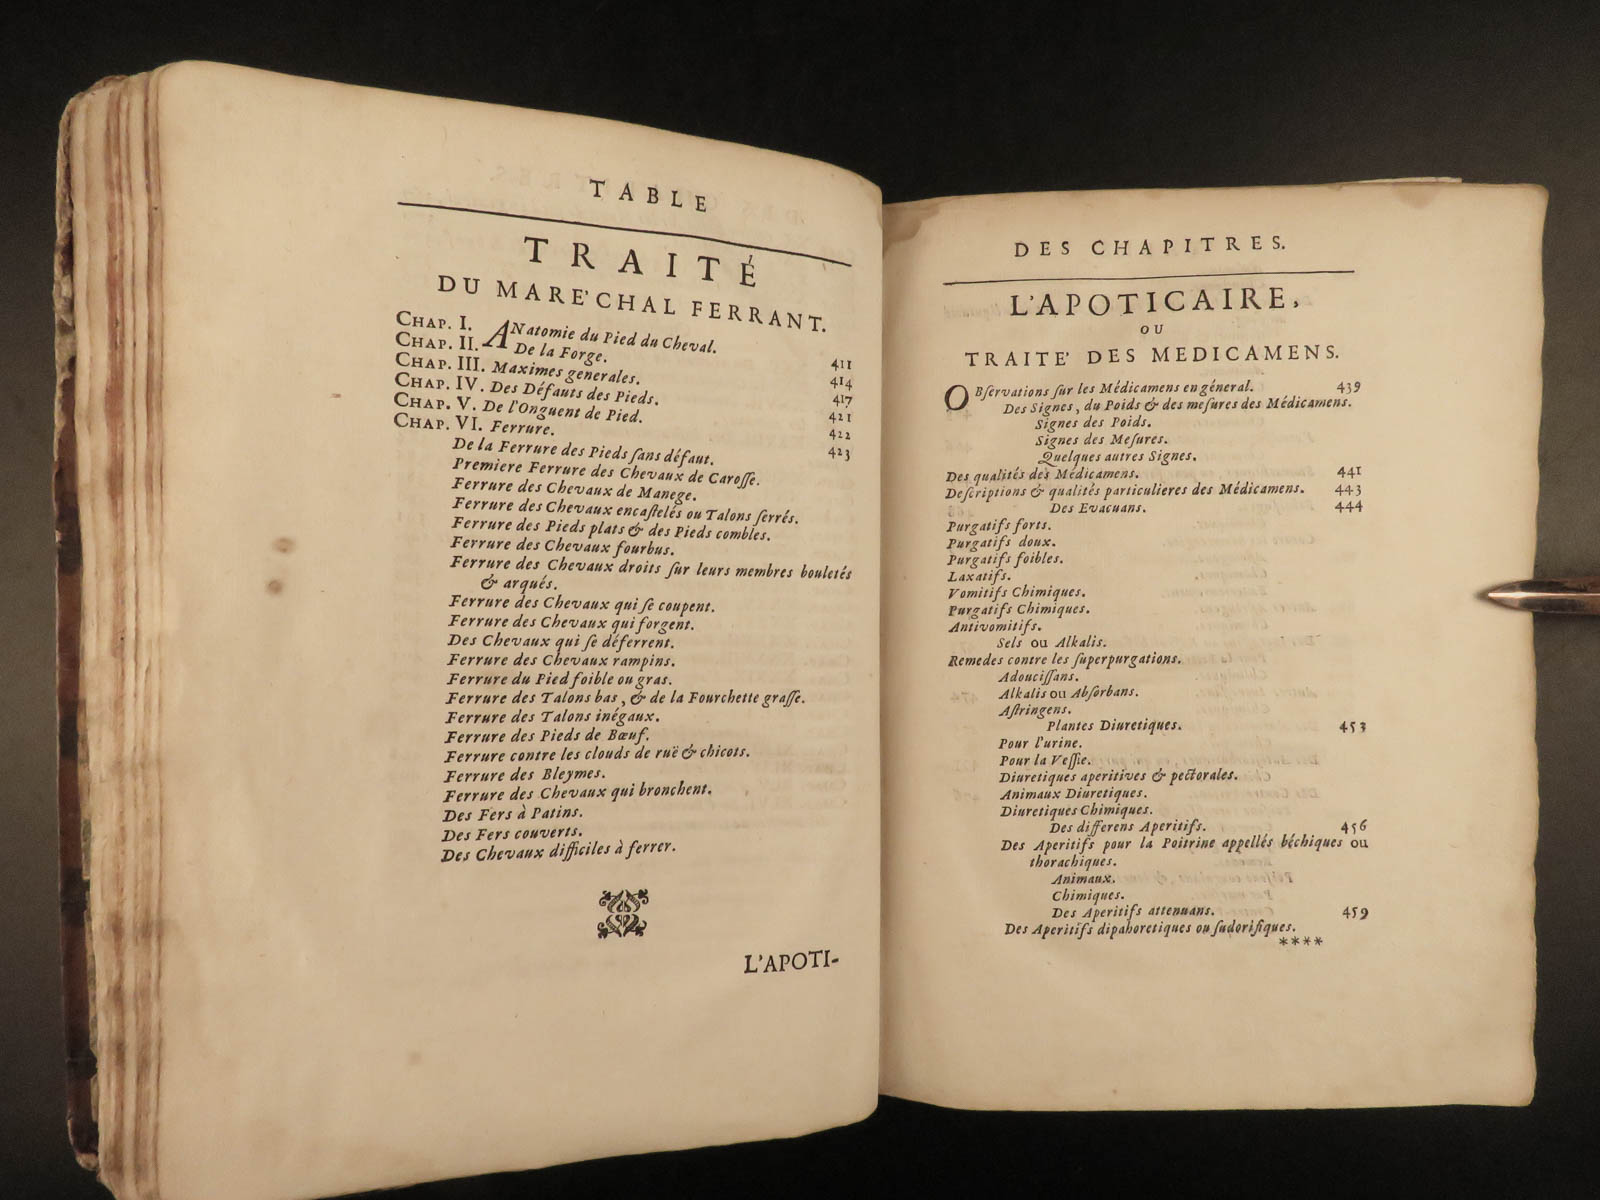 TABLE
TRAITÉ
DU MARE'CHAL FERRANT.
CHAP. I. ANatomie du Pied du Cheval. 411
CHAP. II. De la Forge. 414
CHAP. III. Maximes generales. 417
CHAP. IV. Des Défauts des Pieds. 421
CHAP. V. De l'Onguent de Pied. 422
CHAP. VI. Ferrure. 423
De la Ferrure des Pieds ſans défaut.
Premiere Ferrure des Chevaux de Caroſſe.
Ferrure des Chevaux de Manege.
Ferrure des Chevaux encaſtelés ou Talons ſerrés.
Ferrure des Pieds plats & des Pieds combles.
Ferrure des Chevaux fourbus.
Ferrure des Chevaux droits ſur leurs membres bouletés
& arqués.
Ferrure des Chevaux qui ſe coupent.
Ferrure des Chevaux qui forgent.
Des Chevaux qui ſe déferrent.
Ferrure des Chevaux rampins.
Ferrure du Pied foible ou gras.
Ferrure des Talons bas, & de la Fourchette graſſe.
Ferrure des Talons inégaux.
Ferrure des Pieds de Bœuf.
Ferrure contre les clouds de ruë & chicots.
Ferrure des Bleymes.
Ferrure des Chevaux qui bronchent.
Des Fers à Patins.
Des Fers couverts.
Des Chevaux difficiles à ferrer.
L'APOTI-
DES CHAPITRES.
L'APOTICAIRE,
OU
TRAITE' DES MEDICAMENS.
OBſervations ſur les Médicamens en général. 439
Des Signes, du Poids & des meſures des Médicamens.
Signes des Poids.
Signes des Meſures.
Quelques autres Signes.
Des qualités des Médicamens. 441
Deſcriptions & qualités particulieres des Médicamens. 443
Des Evacuans. 444
Purgatifs forts.
Purgatifs doux.
Purgatifs foibles.
Laxatifs.
Vomitifs Chimiques.
Purgatifs Chimiques.
Antivomitifs.
Sels ou Alkalis.
Remedes contre les ſuperpurgations.
Adouciſſans.
Alkalis ou Abſorbans.
Aſtringens.
Plantes Diuretiques. 453
Pour l'urine.
Pour la Veſſie.
Diuretiques aperitives & pectorales.
Animaux Diuretiques.
Diuretiques Chimiques.
Des differens Aperitifs. 456
Des Aperitifs pour la Poitrine appellés béchiques ou
thorachiques.
Animaux.
Chimiques.
Des Aperitifs attenuans. 459
Des Aperitifs dipahoretiques ou ſudorifiques.
****